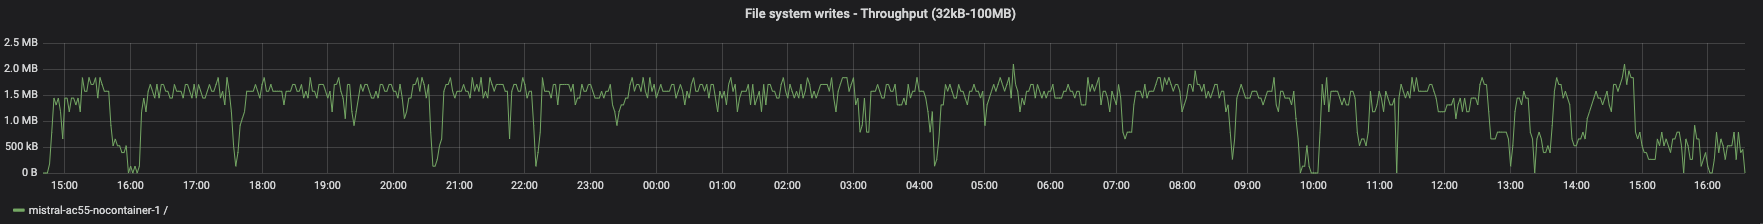 File system writes - Throughput (32kB-100MB)
2.5 MB
2.0 MB
1.5 MB
1.0 MB
500 kB
0 B
15:00 16:00 17:00 18:00 19:00 20:00 21:00 22:00 23:00 00:00 01:00 02:00 03:00 04:00 05:00 06:00 07:00 08:00 09:00 10:00 11:00 12:00 13:00 14:00 15:00 16:00
mistral-ac55-nocontainer-1 /